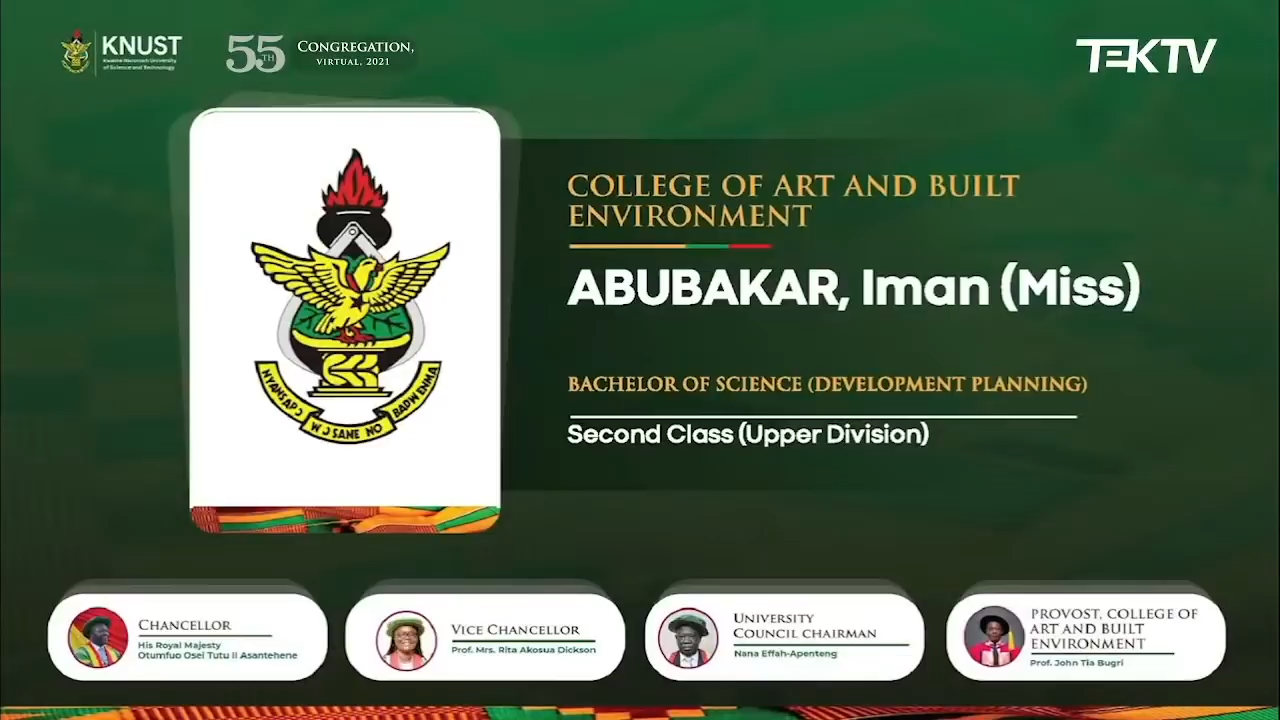 KNUST
Kwame Nkrumah University
of Science and Technology
55TH
CONGREGATION,
VIRTUAL, 2021
TEKTV
COLLEGE OF ART AND BUILT
ENVIRONMENT
ABUBAKAR, Iman (Miss)
BACHELOR OF SCIENCE (DEVELOPMENT PLANNING)
Second Class (Upper Division)
NYANSAPƆ WƆSANE NO BADWENMA
CHANCELLOR
His Royal Majesty
Otumfuo Osei Tutu II Asantehene
VICE CHANCELLOR
Prof. Mrs. Rita Akosua Dickson
UNIVERSITY
COUNCIL CHAIRMAN
Nana Effah-Apenteng
PROVOST, COLLEGE OF
ART AND BUILT
ENVIRONMENT
Prof. John Tia Bugri